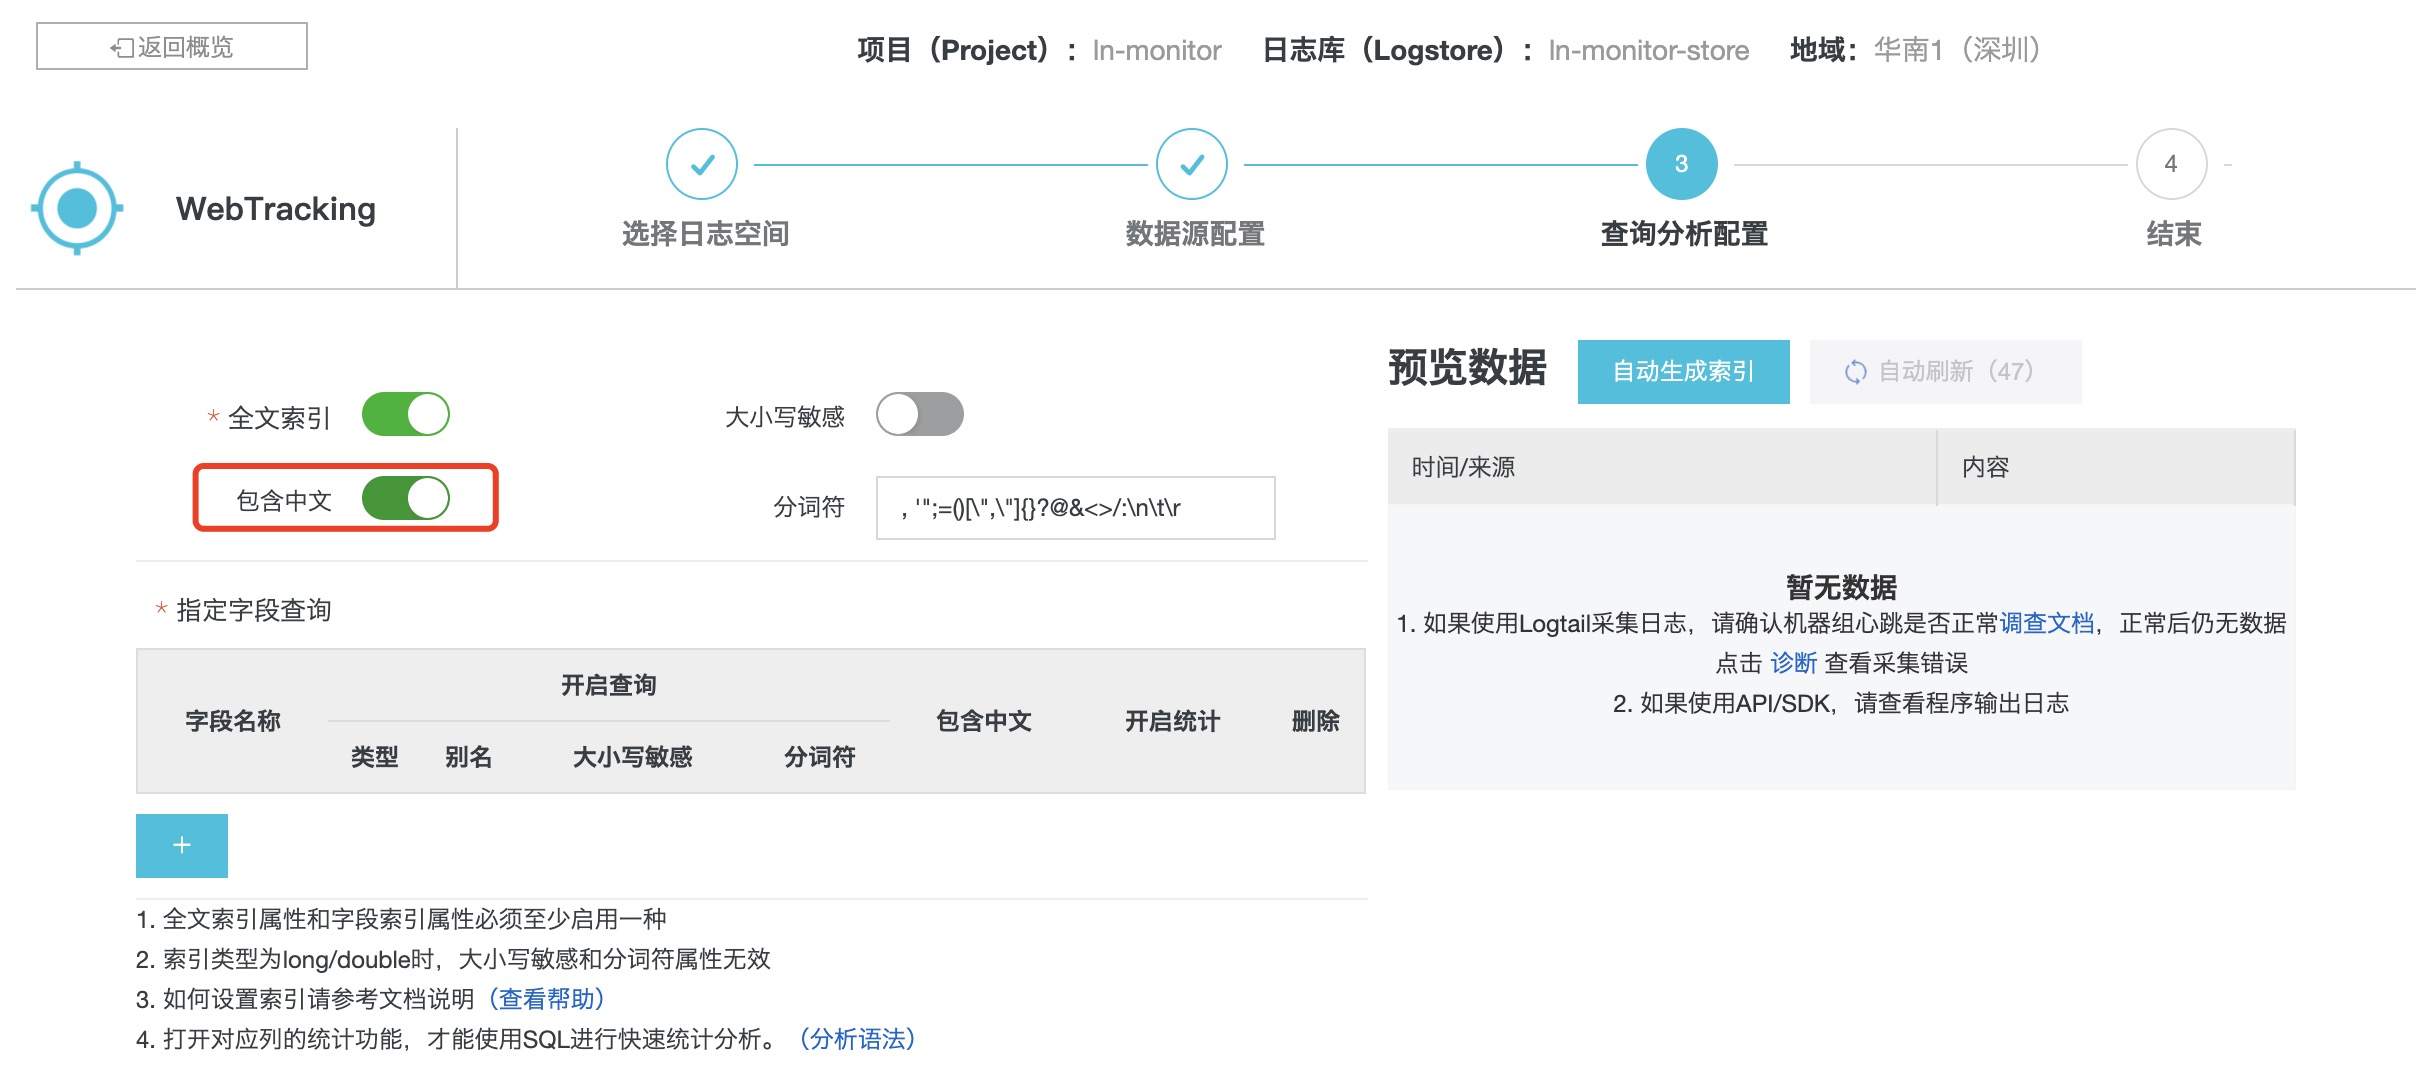 返回概览
项目（Project）： ln-monitor 日志库（Logstore）： ln-monitor-store 地域： 华南1（深圳）
WebTracking
3
4
选择日志空间
数据源配置
查询分析配置
结束
* 全文索引
大小写敏感
包含中文
分词符
, '";=()[\",\"]{}?@&<>/:\n\t\r
* 指定字段查询
字段名称
开启查询
类型 别名 大小写敏感 分词符
包含中文
开启统计
删除
+
1. 全文索引属性和字段索引属性必须至少启用一种
2. 索引类型为long/double时，大小写敏感和分词符属性无效
3. 如何设置索引请参考文档说明（查看帮助）
4. 打开对应列的统计功能，才能使用SQL进行快速统计分析。（分析语法）
预览数据
自动生成索引
自动刷新（47）
时间/来源
内容
暂无数据
1. 如果使用Logtail采集日志，请确认机器组心跳是否正常调查文档，正常后仍无数据
点击 诊断 查看采集错误
2. 如果使用API/SDK，请查看程序输出日志